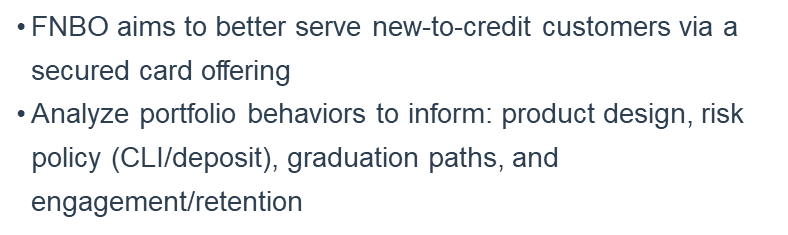 • FNBO aims to better serve new-to-credit customers via a
secured card offering
• Analyze portfolio behaviors to inform: product design, risk
policy (CLI/deposit), graduation paths, and
engagement/retention